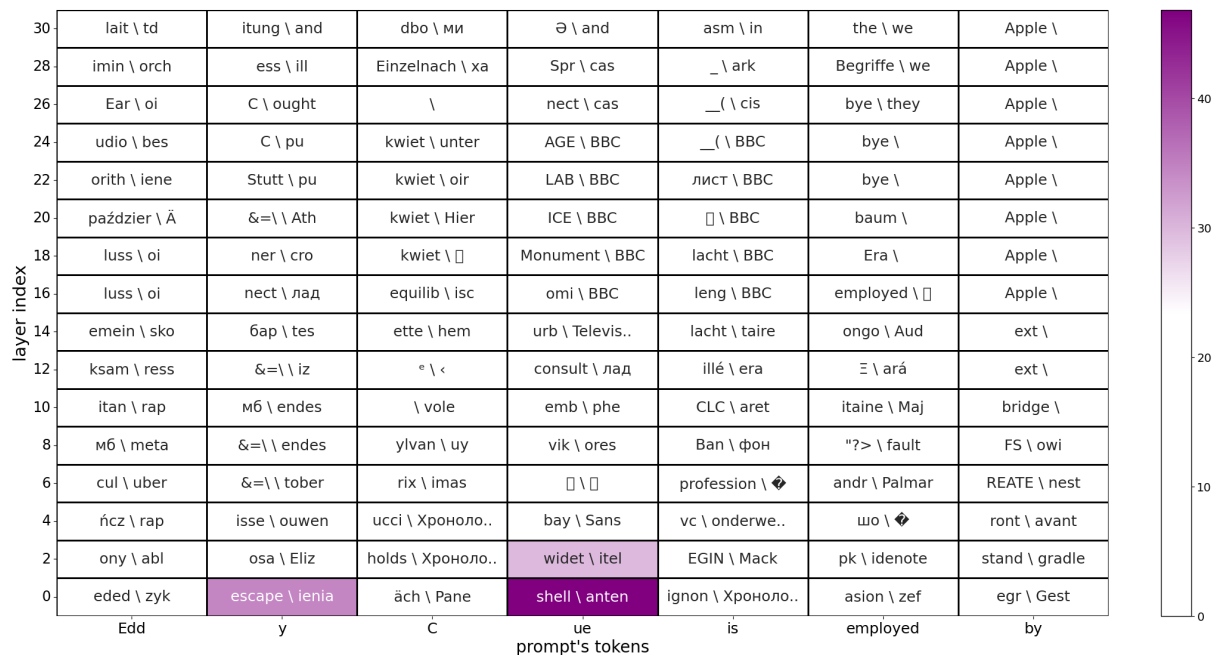 30 lait \ td itung \ and dbo \ ми Ə \ and asm \ in the \ we Apple \
28 imin \ orch ess \ ill Einzelnach \ xa Spr \ cas _ \ ark Begriffe \ we Apple \
26 Ear \ oi C \ ought \ nect \ cas __( \ cis bye \ they Apple \
24 udio \ bes C \ pu kwiet \ unter AGE \ BBC __( \ BBC bye \ Apple \
22 orith \ iene Stutt \ pu kwiet \ oir LAB \ BBC лист \ BBC bye \ Apple \
20 październ \ Ä &=\ \ Ath kwiet \ Hier ICE \ BBC \ BBC baum \ Apple \
18 luss \ oi ner \ cro kwiet \ Monument \ BBC lacht \ BBC Era \ Apple \
16 luss \ oi nect \ лад equilib \ isc omi \ BBC leng \ BBC employed \ Apple \
14 emein \ sko бар \ tes ette \ hem urb \ Televis.. lacht \ taire ongo \ Aud ext \
12 ksam \ ress &=\ \ iz ᵉ \ ‹ consult \ лад illé \ era Ξ \ ará ext \
10 itan \ rap мб \ endes \ vole emb \ phe CLC \ aret itaine \ Maj bridge \
8 мб \ meta &=\ \ endes ylvan \ uy vik \ ores Ban \ фон "?> \ fault FS \ owi
6 cul \ uber &=\ \ tober rix \ imas \ profession \ � andr \ Palmar REATE \ nest
4 ńcz \ rap isse \ ouwen ucci \ Хроноло.. bay \ Sans vc \ onderwe.. шо \ � ront \ avant
2 ony \ abl osa \ Eliz holds \ Хроноло.. widet \ itel EGIN \ Mack pk \ idenote stand \ gradle
0 eded \ zyk escape \ ienia äch \ Pane shell \ anten ignon \ Хроноло.. asion \ zef egr \ Gest
Edd y C ue is employed by
prompt's tokens
layer index
40
30
20
10
0